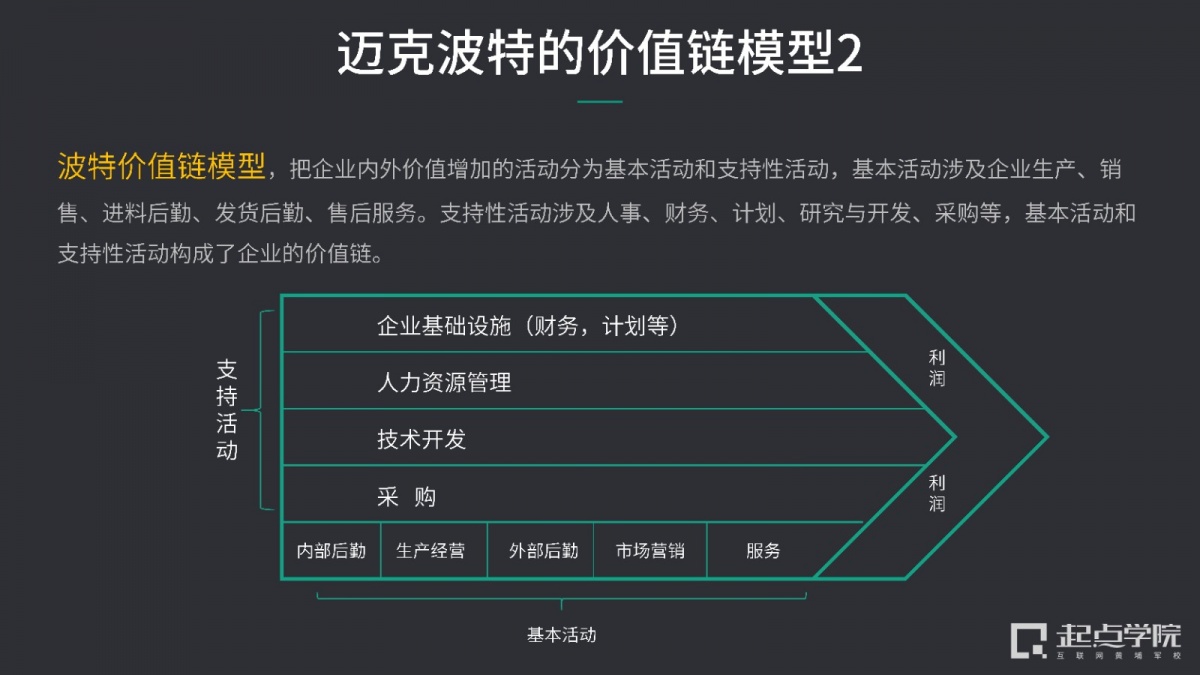 迈克波特的价值链模型2
波特价值链模型，把企业内外价值增加的活动分为基本活动和支持性活动，基本活动涉及企业生产、销
售、进料后勤、发货后勤、售后服务。支持性活动涉及人事、财务、计划、研究与开发、采购等，基本活动和
支持性活动构成了企业的价值链。
支持活动
企业基础设施（财务，计划等）
人力资源管理
技术开发
采 购
利润
利润
内部后勤 生产经营 外部后勤 市场营销 服务
基本活动
起点学院
互联网黄埔军校